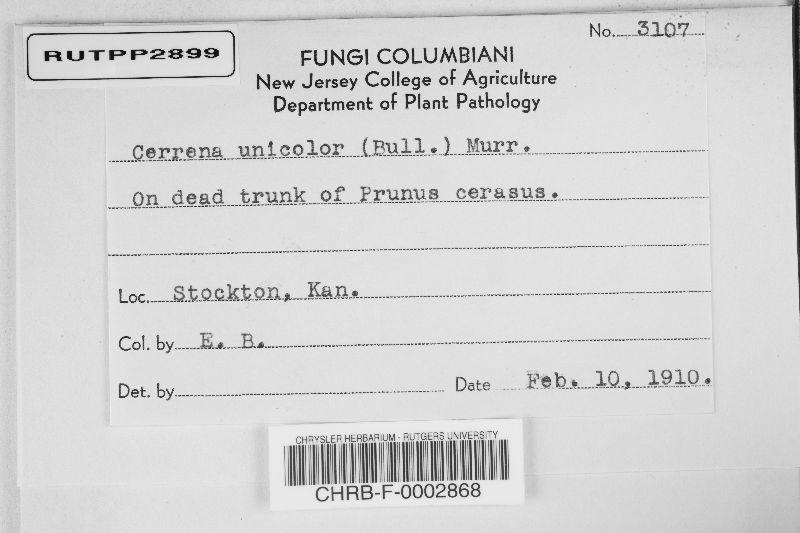 RUTPP2899
No. 3107
FUNGI COLUMBIANI
New Jersey College of Agriculture
Department of Plant Pathology
Cerrena unicolor (Bull.) Murr.
On dead trunk of Prunus cerasus.
Loc. Stockton, Kan.
Col. by E. B.
Det. by Date Feb. 10, 1910.
CHRYSLER HERBARIUM - RUTGERS UNIVERSITY
CHRB-F-0002868